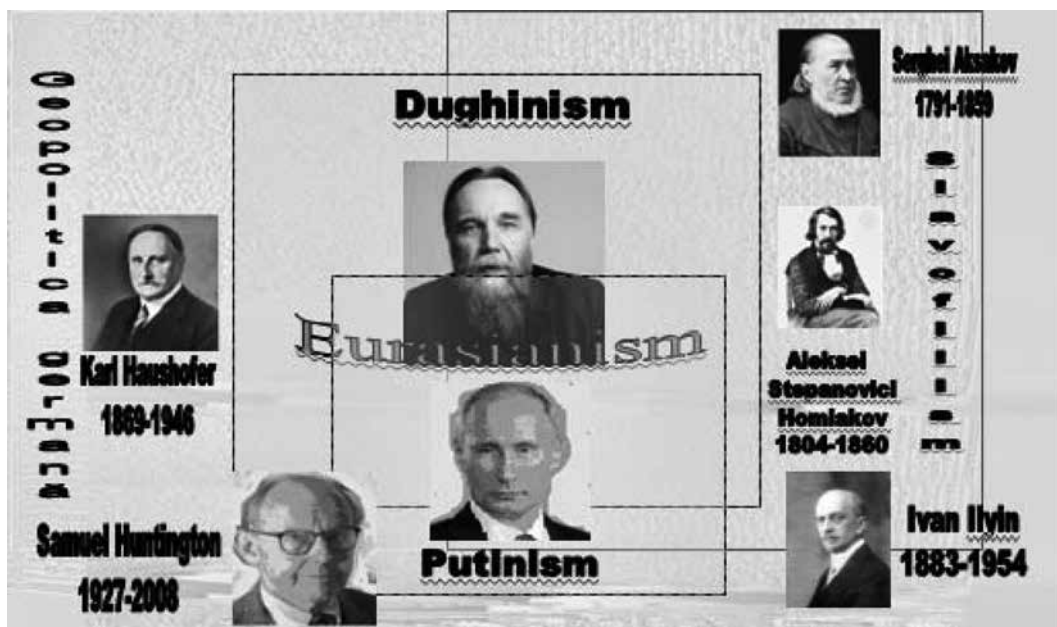 Geopolitica germană
Dughinism
Serghei Aksakov
1791-1859
Slavofilism
Karl Haushofer
1869-1946
Eurasianism
Aleksei
Stepanovici
Homiakov
1804-1860
Samuel Huntington
1927-2008
Putinism
Ivan Ilyin
1883-1954